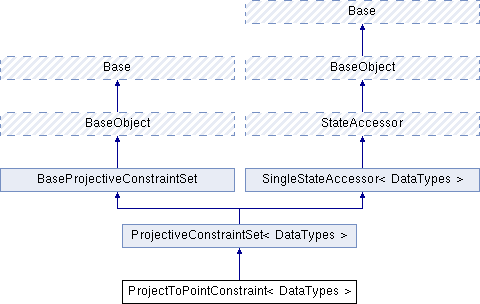 Base
Base
BaseObject
BaseObject
StateAccessor
BaseProjectiveConstraintSet
SingleStateAccessor< DataTypes >
ProjectiveConstraintSet< DataTypes >
ProjectToPointConstraint< DataTypes >